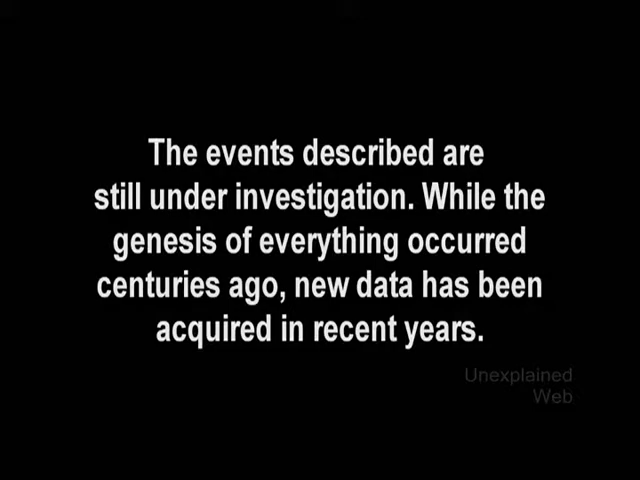 The events described are
still under investigation. While the
genesis of everything occurred
centuries ago, new data has been
acquired in recent years.
Unexplained
Web